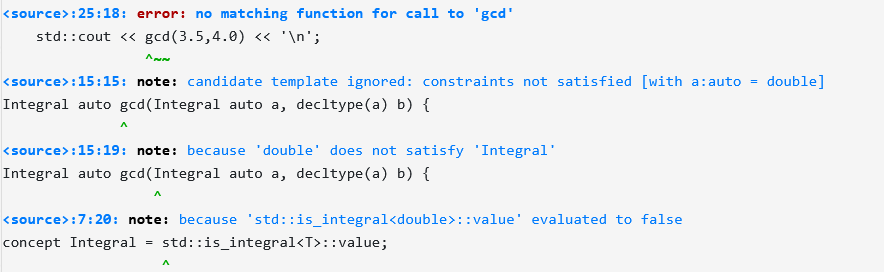 <source>:25:18: error: no matching function for call to 'gcd'
    std::cout << gcd(3.5,4.0) << '\n';
                 ^~~
<source>:15:15: note: candidate template ignored: constraints not satisfied [with a:auto = double]
Integral auto gcd(Integral auto a, decltype(a) b) {
              ^
<source>:15:19: note: because 'double' does not satisfy 'Integral'
Integral auto gcd(Integral auto a, decltype(a) b) {
                  ^
<source>:7:20: note: because 'std::is_integral<double>::value' evaluated to false
concept Integral = std::is_integral<T>::value;
                   ^